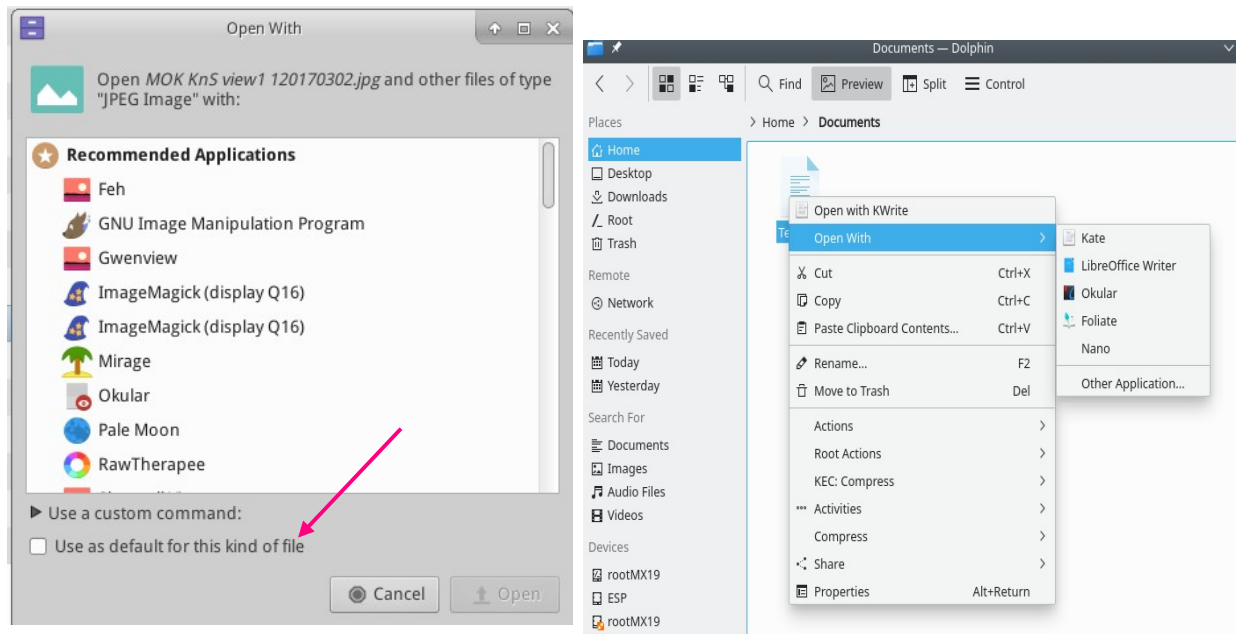 Open With
Open MOK KnS view1 120170302.jpg and other files of type
"JPEG Image" with:
Recommended Applications
Feh
GNU Image Manipulation Program
Gwenview
ImageMagick (display Q16)
ImageMagick (display Q16)
Mirage
Okular
Pale Moon
RawTherapee
Use a custom command:
Use as default for this kind of file
Cancel
Open
Documents — Dolphin
Find
Preview
Split
Control
Places
Home
Desktop
Downloads
Root
Trash
Remote
Network
Recently Saved
Today
Yesterday
Search For
Documents
Images
Audio Files
Videos
Devices
rootMX19
ESP
rootMX19
> Home > Documents
Te
Open with KWrite
Open With
Cut Ctrl+X
Copy Ctrl+C
Paste Clipboard Contents... Ctrl+V
Rename... F2
Move to Trash Del
Actions
Root Actions
KEC: Compress
Activities
Compress
Share
Properties Alt+Return
Kate
LibreOffice Writer
Okular
Foliate
Nano
Other Application...